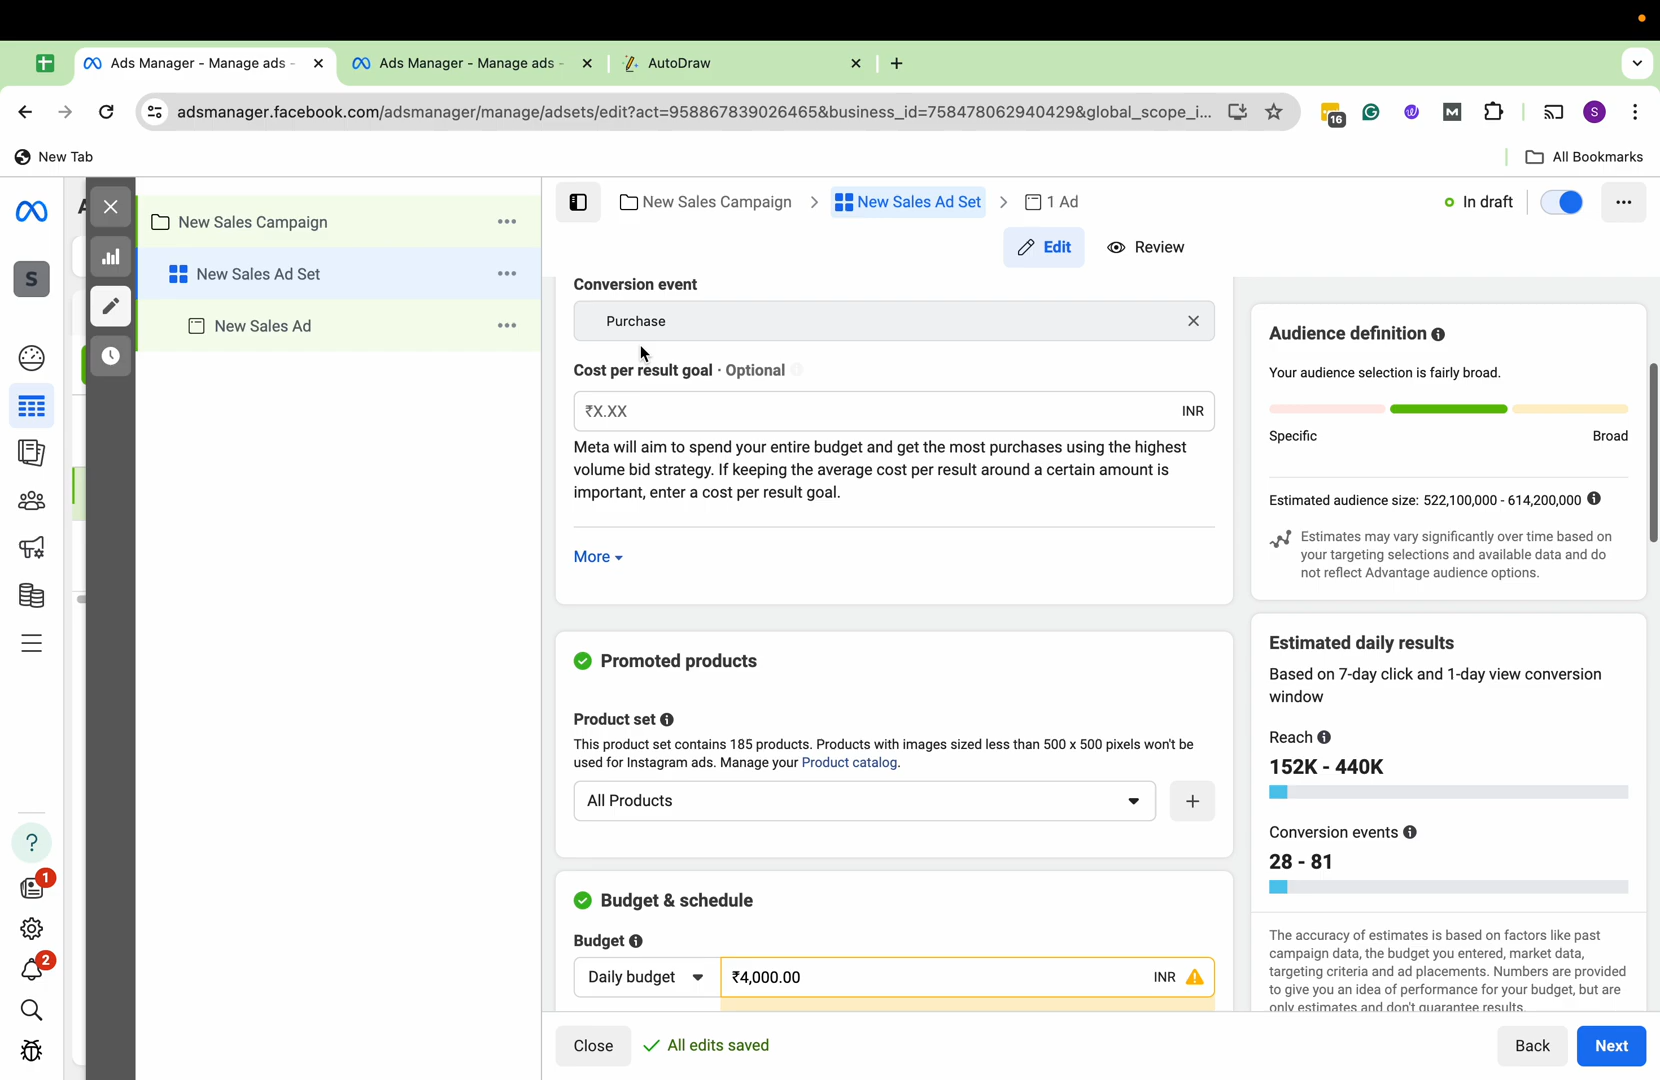 Ads Manager - Manage ads -
Ads Manager - Manage ads -
AutoDraw
adsmanager.facebook.com/adsmanager/manage/adsets/edit?act=958867839026465&business_id=758478062940429&global_scope_i...
16
S
New Tab
All Bookmarks
S
1
2
New Sales Campaign
New Sales Ad Set
New Sales Ad
New Sales Campaign
New Sales Ad Set
1 Ad
In draft
Edit
Review
Conversion event
Purchase
Cost per result goal · Optional
₹X.XX
INR
Meta will aim to spend your entire budget and get the most purchases using the highest
volume bid strategy. If keeping the average cost per result around a certain amount is
important, enter a cost per result goal.
More
Promoted products
Product set
This product set contains 185 products. Products with images sized less than 500 x 500 pixels won't be
used for Instagram ads. Manage your Product catalog.
All Products
Budget & schedule
Budget
Daily budget
₹4,000.00
INR
Close
All edits saved
Back
Next
Audience definition
Your audience selection is fairly broad.
Specific
Broad
Estimated audience size: 522,100,000 - 614,200,000
Estimates may vary significantly over time based on
your targeting selections and available data and do
not reflect Advantage audience options.
Estimated daily results
Based on 7-day click and 1-day view conversion
window
Reach
152K - 440K
Conversion events
28 - 81
The accuracy of estimates is based on factors like past
campaign data, the budget you entered, market data,
targeting criteria and ad placements. Numbers are provided
to give you an idea of performance for your budget, but are
only estimates and don't guarantee results.